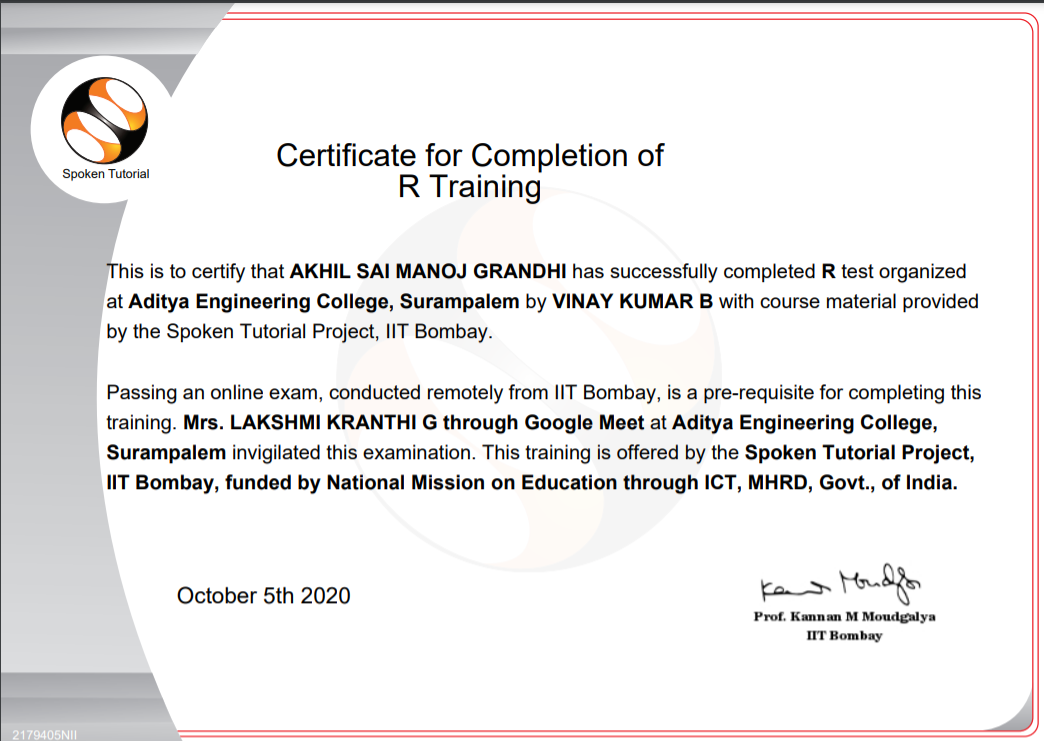 Spoken Tutorial
Certificate for Completion of
R Training
This is to certify that AKHIL SAI MANOJ GRANDHI has successfully completed R test organized
at Aditya Engineering College, Surampalem by VINAY KUMAR B with course material provided
by the Spoken Tutorial Project, IIT Bombay.
Passing an online exam, conducted remotely from IIT Bombay, is a pre-requisite for completing this
training. Mrs. LAKSHMI KRANTHI G through Google Meet at Aditya Engineering College,
Surampalem invigilated this examination. This training is offered by the Spoken Tutorial Project,
IIT Bombay, funded by National Mission on Education through ICT, MHRD, Govt., of India.
October 5th 2020
Kannan Moudgalya
Prof. Kannan M Moudgalya
IIT Bombay
2179405NII